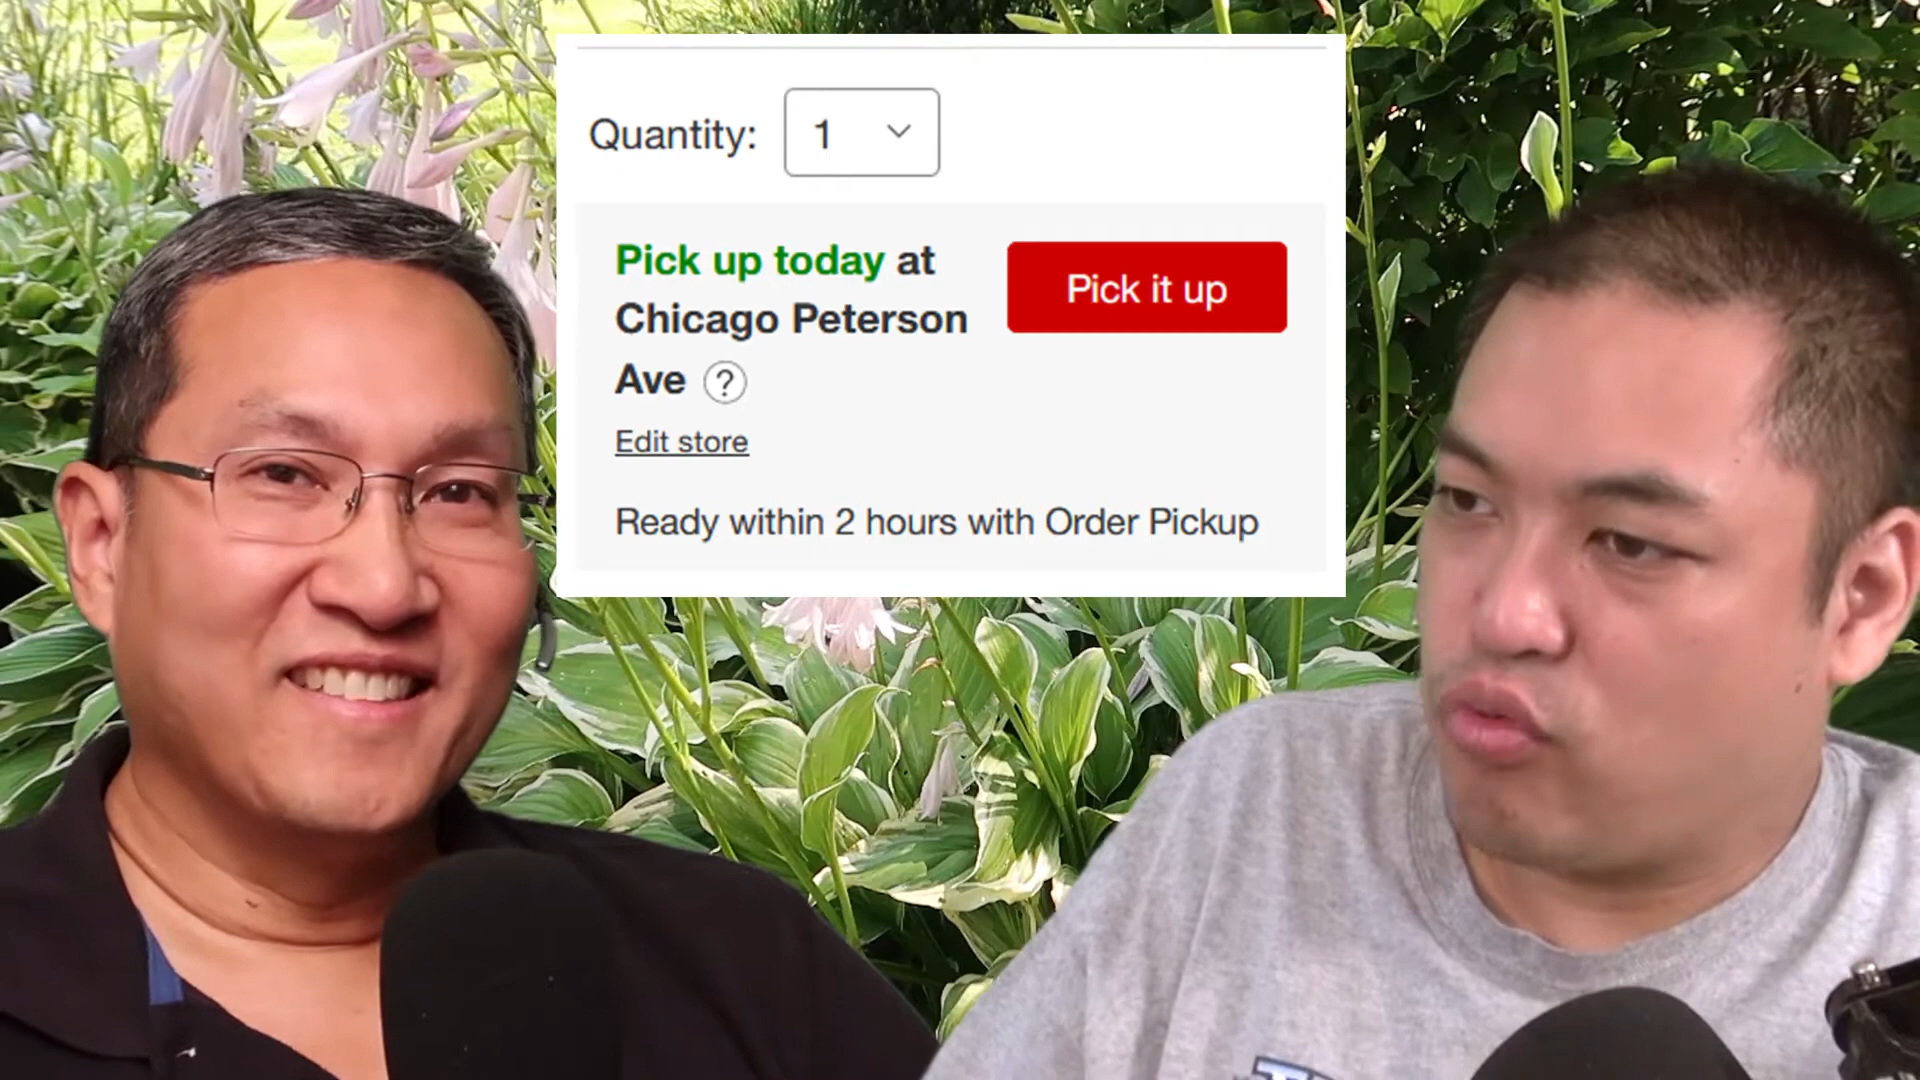 Quantity: 1
Pick up today at
Chicago Peterson
Ave ?
Edit store
Pick it up
Ready within 2 hours with Order Pickup